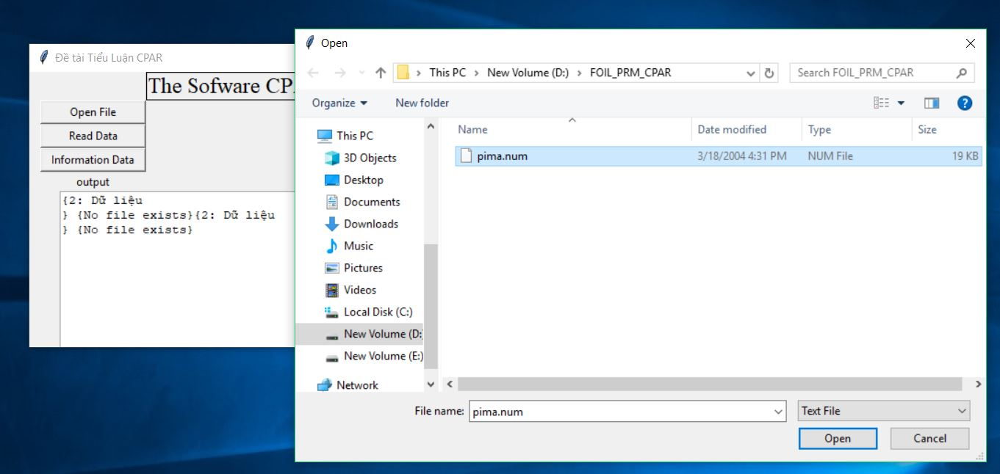 Đề tài Tiểu Luận CPAR
The Sofware CP
Open File
Read Data
Information Data
output
{2: Dữ liệu
} {No file exists}{2: Dữ liệu
} {No file exists}
Open
This PC > New Volume (D:) > FOIL_PRM_CPAR
Search FOIL_PRM_CPAR
Organize
New folder
Name
Date modified
Type
Size
pima.num
3/18/2004 4:31 PM
NUM File
19 KB
This PC
3D Objects
Desktop
Documents
Downloads
Music
Pictures
Videos
Local Disk (C:)
New Volume (D:
New Volume (E:)
Network
File name:
pima.num
Text File
Open
Cancel